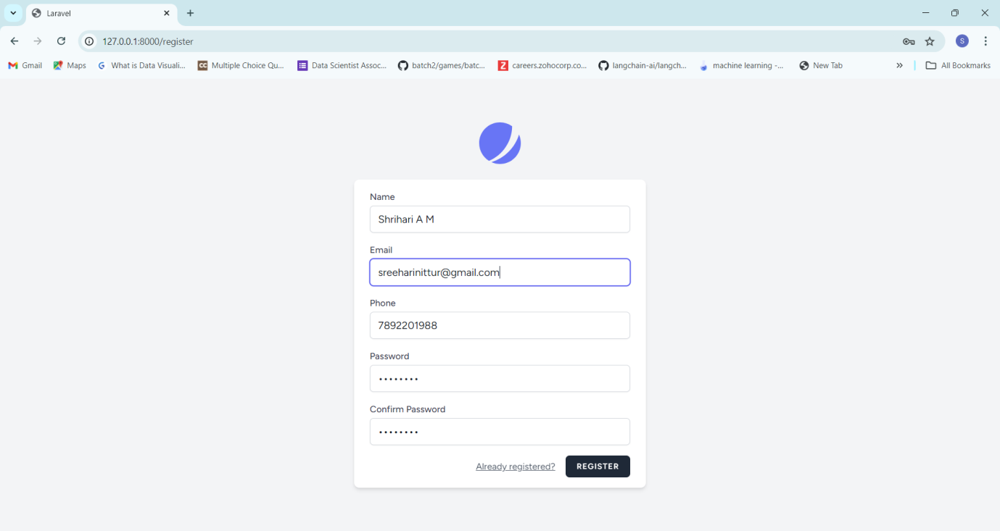 Laravel
127.0.0.1:8000/register
Gmail Maps What is Data Visuali... Multiple Choice Qu... Data Scientist Assoc... batch2/games/batc... careers.zohocorp.co... langchain-ai/langch... machine learning -... New Tab » All Bookmarks
Name
Shrihari A M
Email
sreeharinittur@gmail.com
Phone
7892201988
Password
••••••••
Confirm Password
••••••••
Already registered? REGISTER